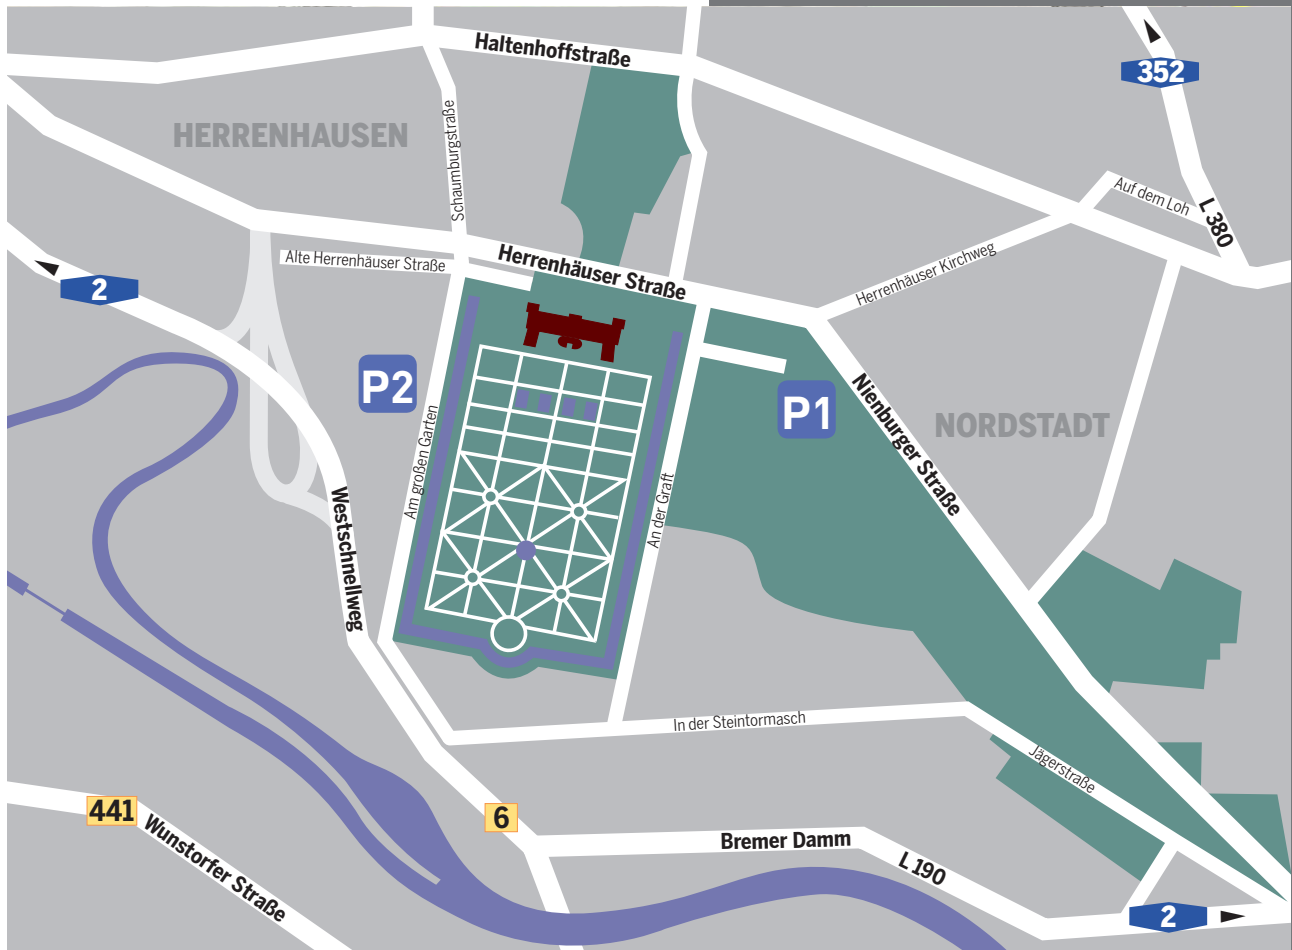 Haltenhoffstraße
352
HERRENHAUSEN
Schaumburgstraße
Auf dem Loh
L 380
Alte Herrenhäuser Straße
Herrenhäuser Straße
Herrenhäuser Kirchweg
2
P2
P1
Nienburger Straße
NORDSTADT
Am großen Garten
An der Graft
Westschnellweg
In der Steintormasch
Jägerstraße
441
Wunstorfer Straße
6
Bremer Damm
L 190
2